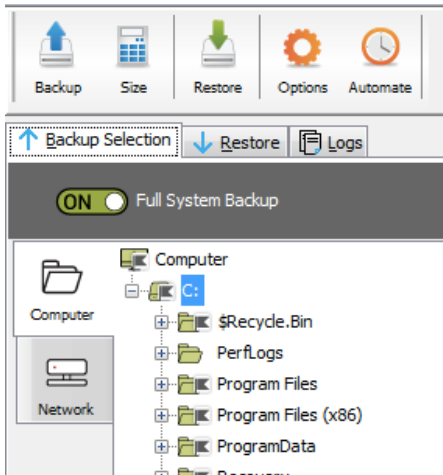 Backup Size Restore Options Automate
Backup Selection Restore Logs
ON Full System Backup
Computer
C:
Computer
$Recycle.Bin
PerfLogs
Program Files
Network
Program Files (x86)
ProgramData
Recovery